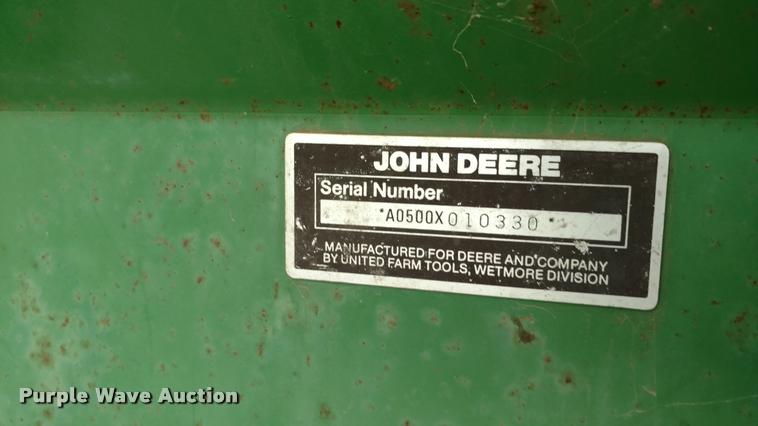 JOHN DEERE
Serial Number
*A0500X010330*
MANUFACTURED FOR DEERE AND COMPANY
BY UNITED FARM TOOLS, WETMORE DIVISION
Purple Wave Auction